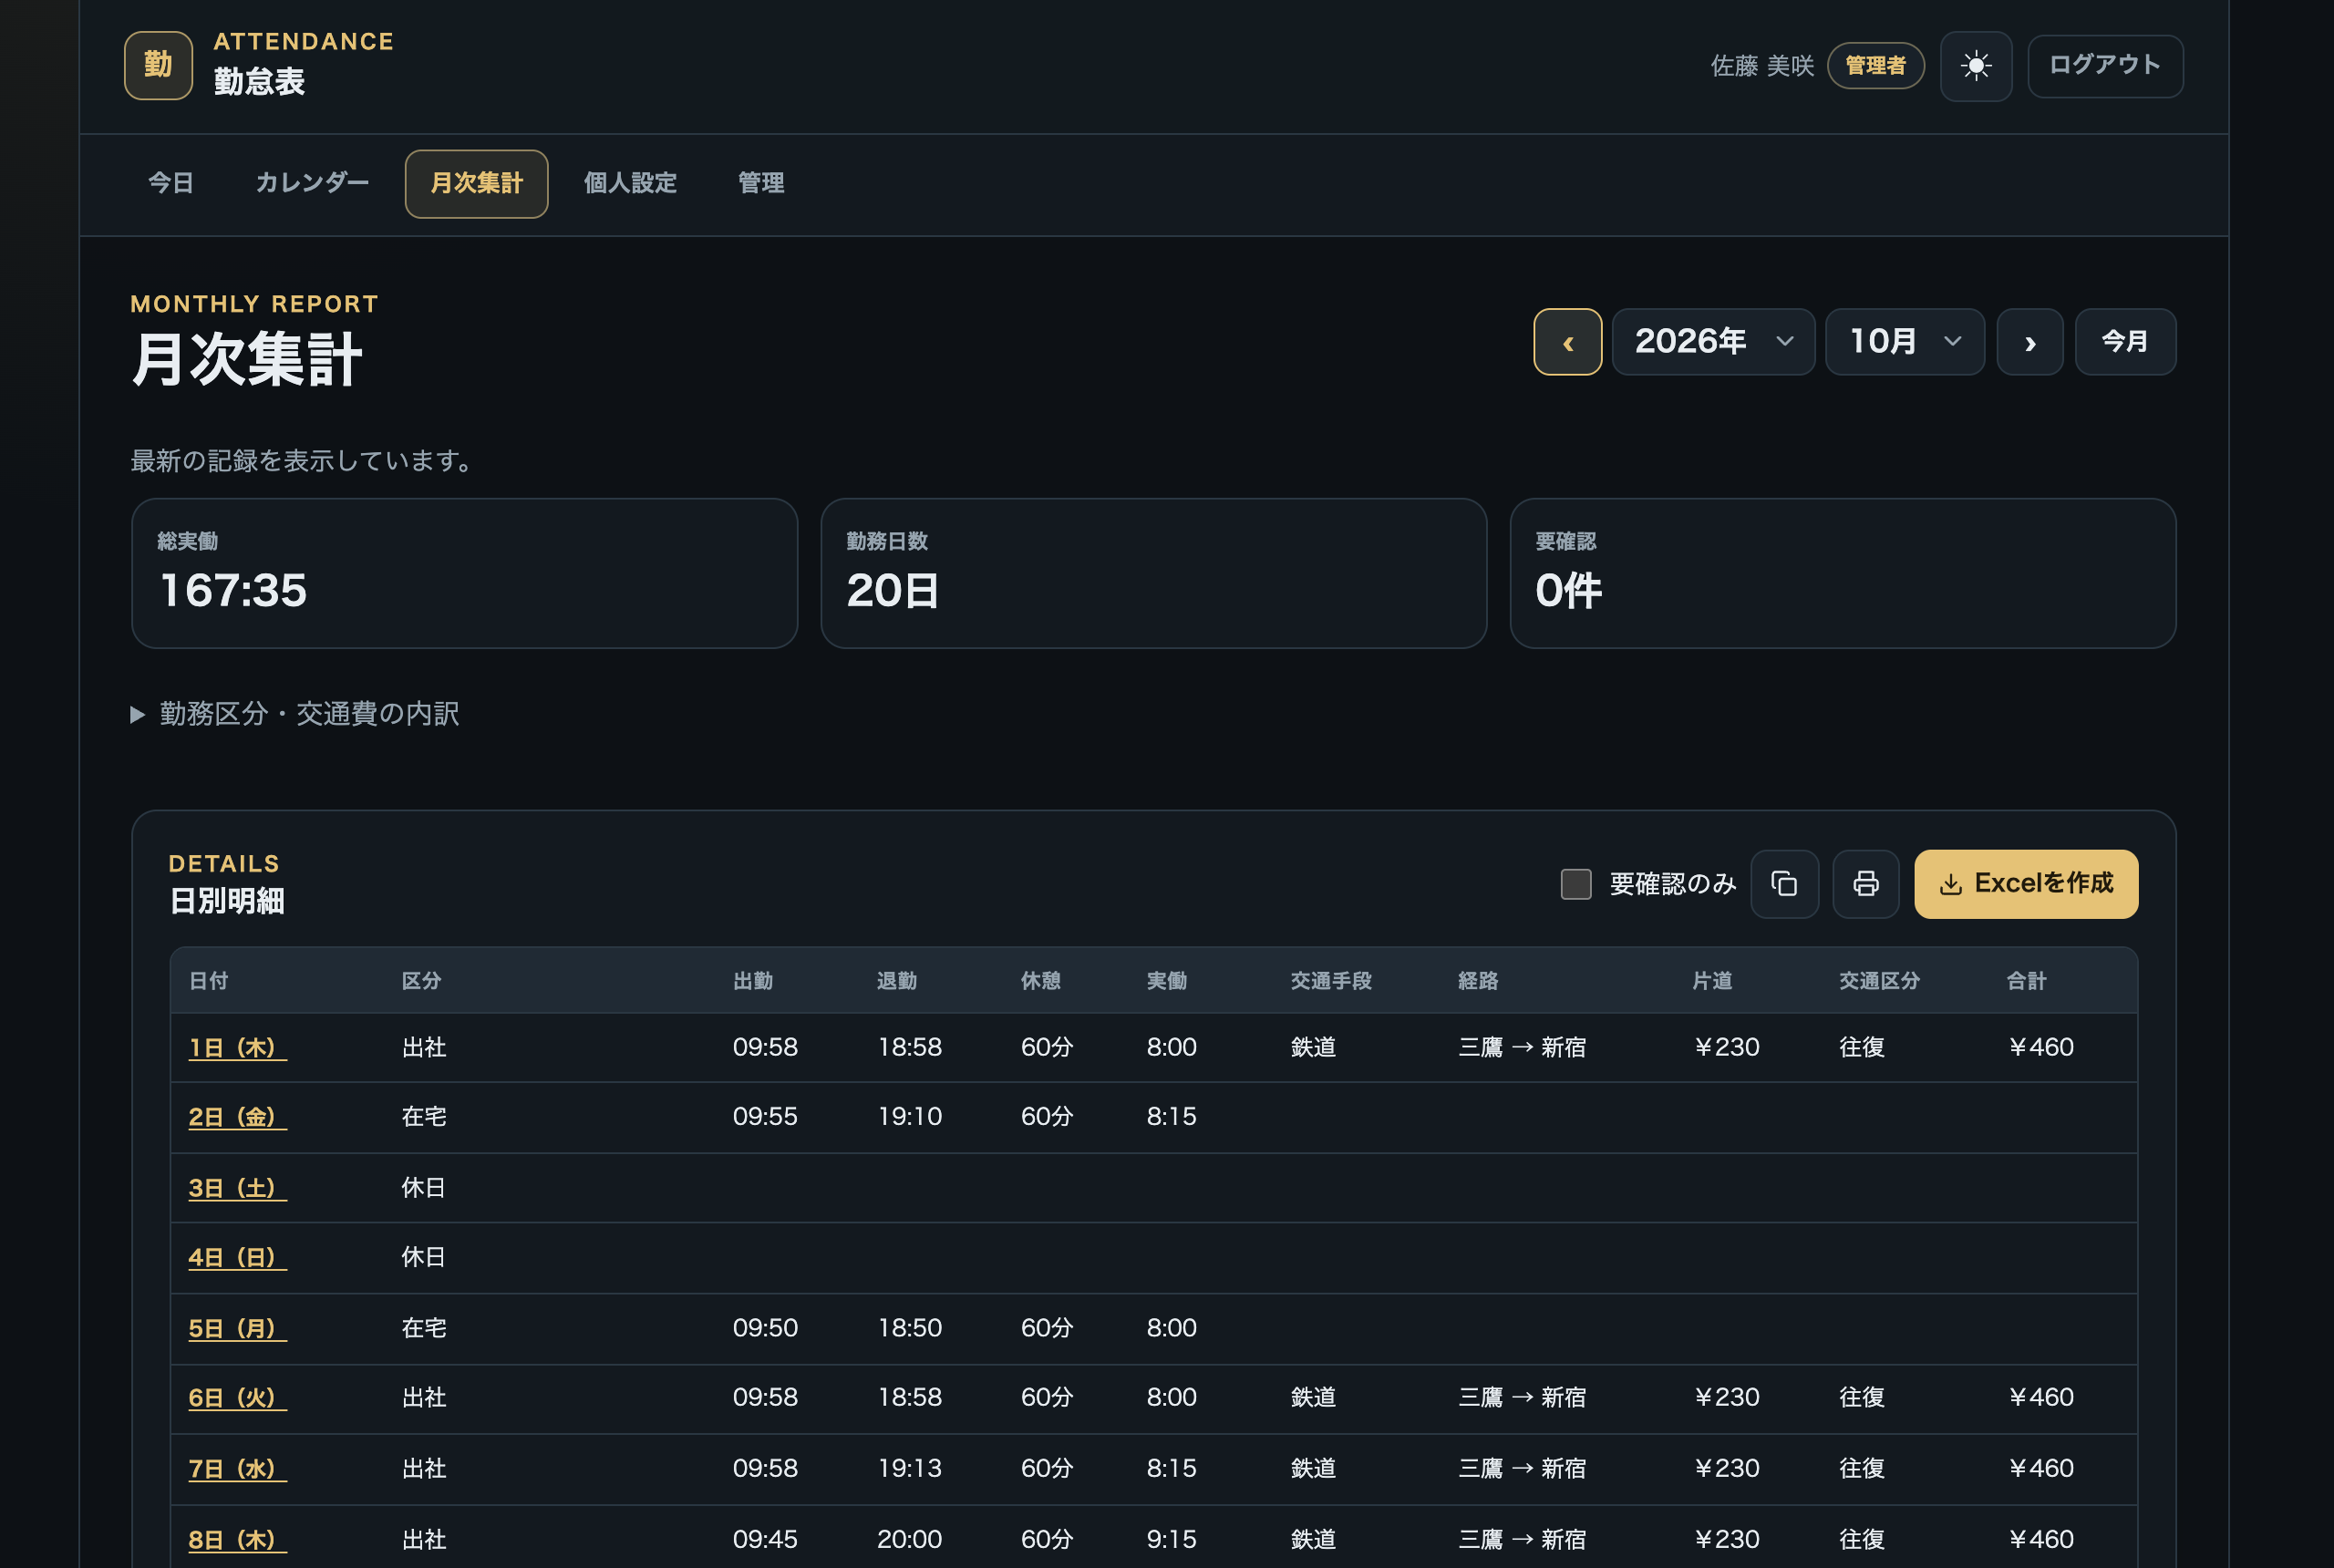 勤
ATTENDANCE
勤怠表
佐藤 美咲 管理者 ログアウト
今日 カレンダー 月次集計 個人設定 管理
MONTHLY REPORT
月次集計
‹ 2026年 10月 › 今月
最新の記録を表示しています。
総実働
167:35
勤務日数
20日
要確認
0件
勤務区分・交通費の内訳
DETAILS
日別明細
要確認のみ Excelを作成
日付 区分 出勤 退勤 休憩 実働 交通手段 経路 片道 交通区分 合計
1日（木） 出社 09:58 18:58 60分 8:00 鉄道 三鷹 → 新宿 ¥230 往復 ¥460
2日（金） 在宅 09:55 19:10 60分 8:15
3日（土） 休日
4日（日） 休日
5日（月） 在宅 09:50 18:50 60分 8:00
6日（火） 出社 09:58 18:58 60分 8:00 鉄道 三鷹 → 新宿 ¥230 往復 ¥460
7日（水） 出社 09:58 19:13 60分 8:15 鉄道 三鷹 → 新宿 ¥230 往復 ¥460
8日（木） 出社 09:45 20:00 60分 9:15 鉄道 三鷹 → 新宿 ¥230 往復 ¥460